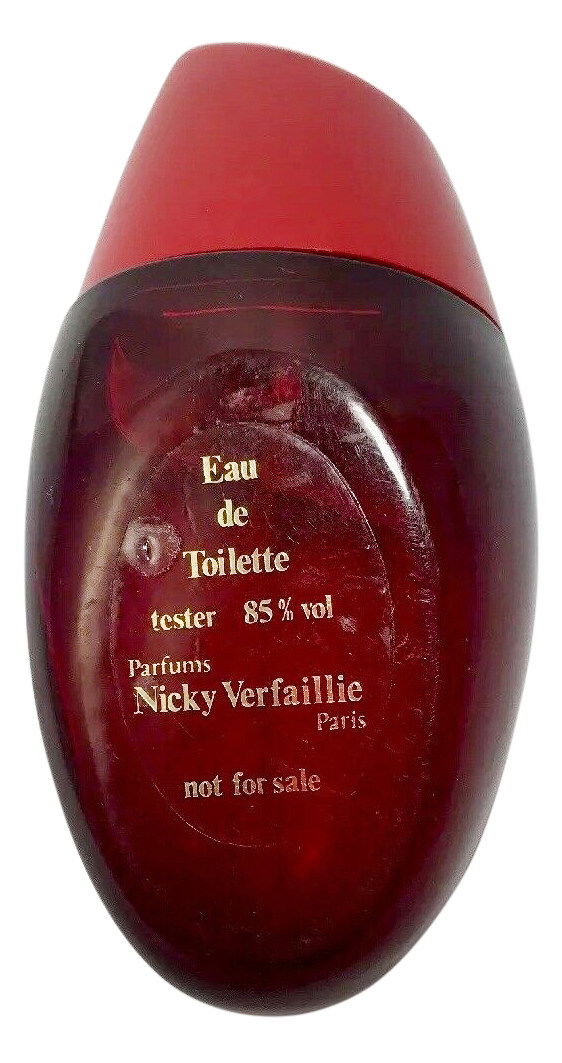 Eau
de
Toilette
tester 85% vol
Parfums
Nicky Verfaillie
Paris
not for sale